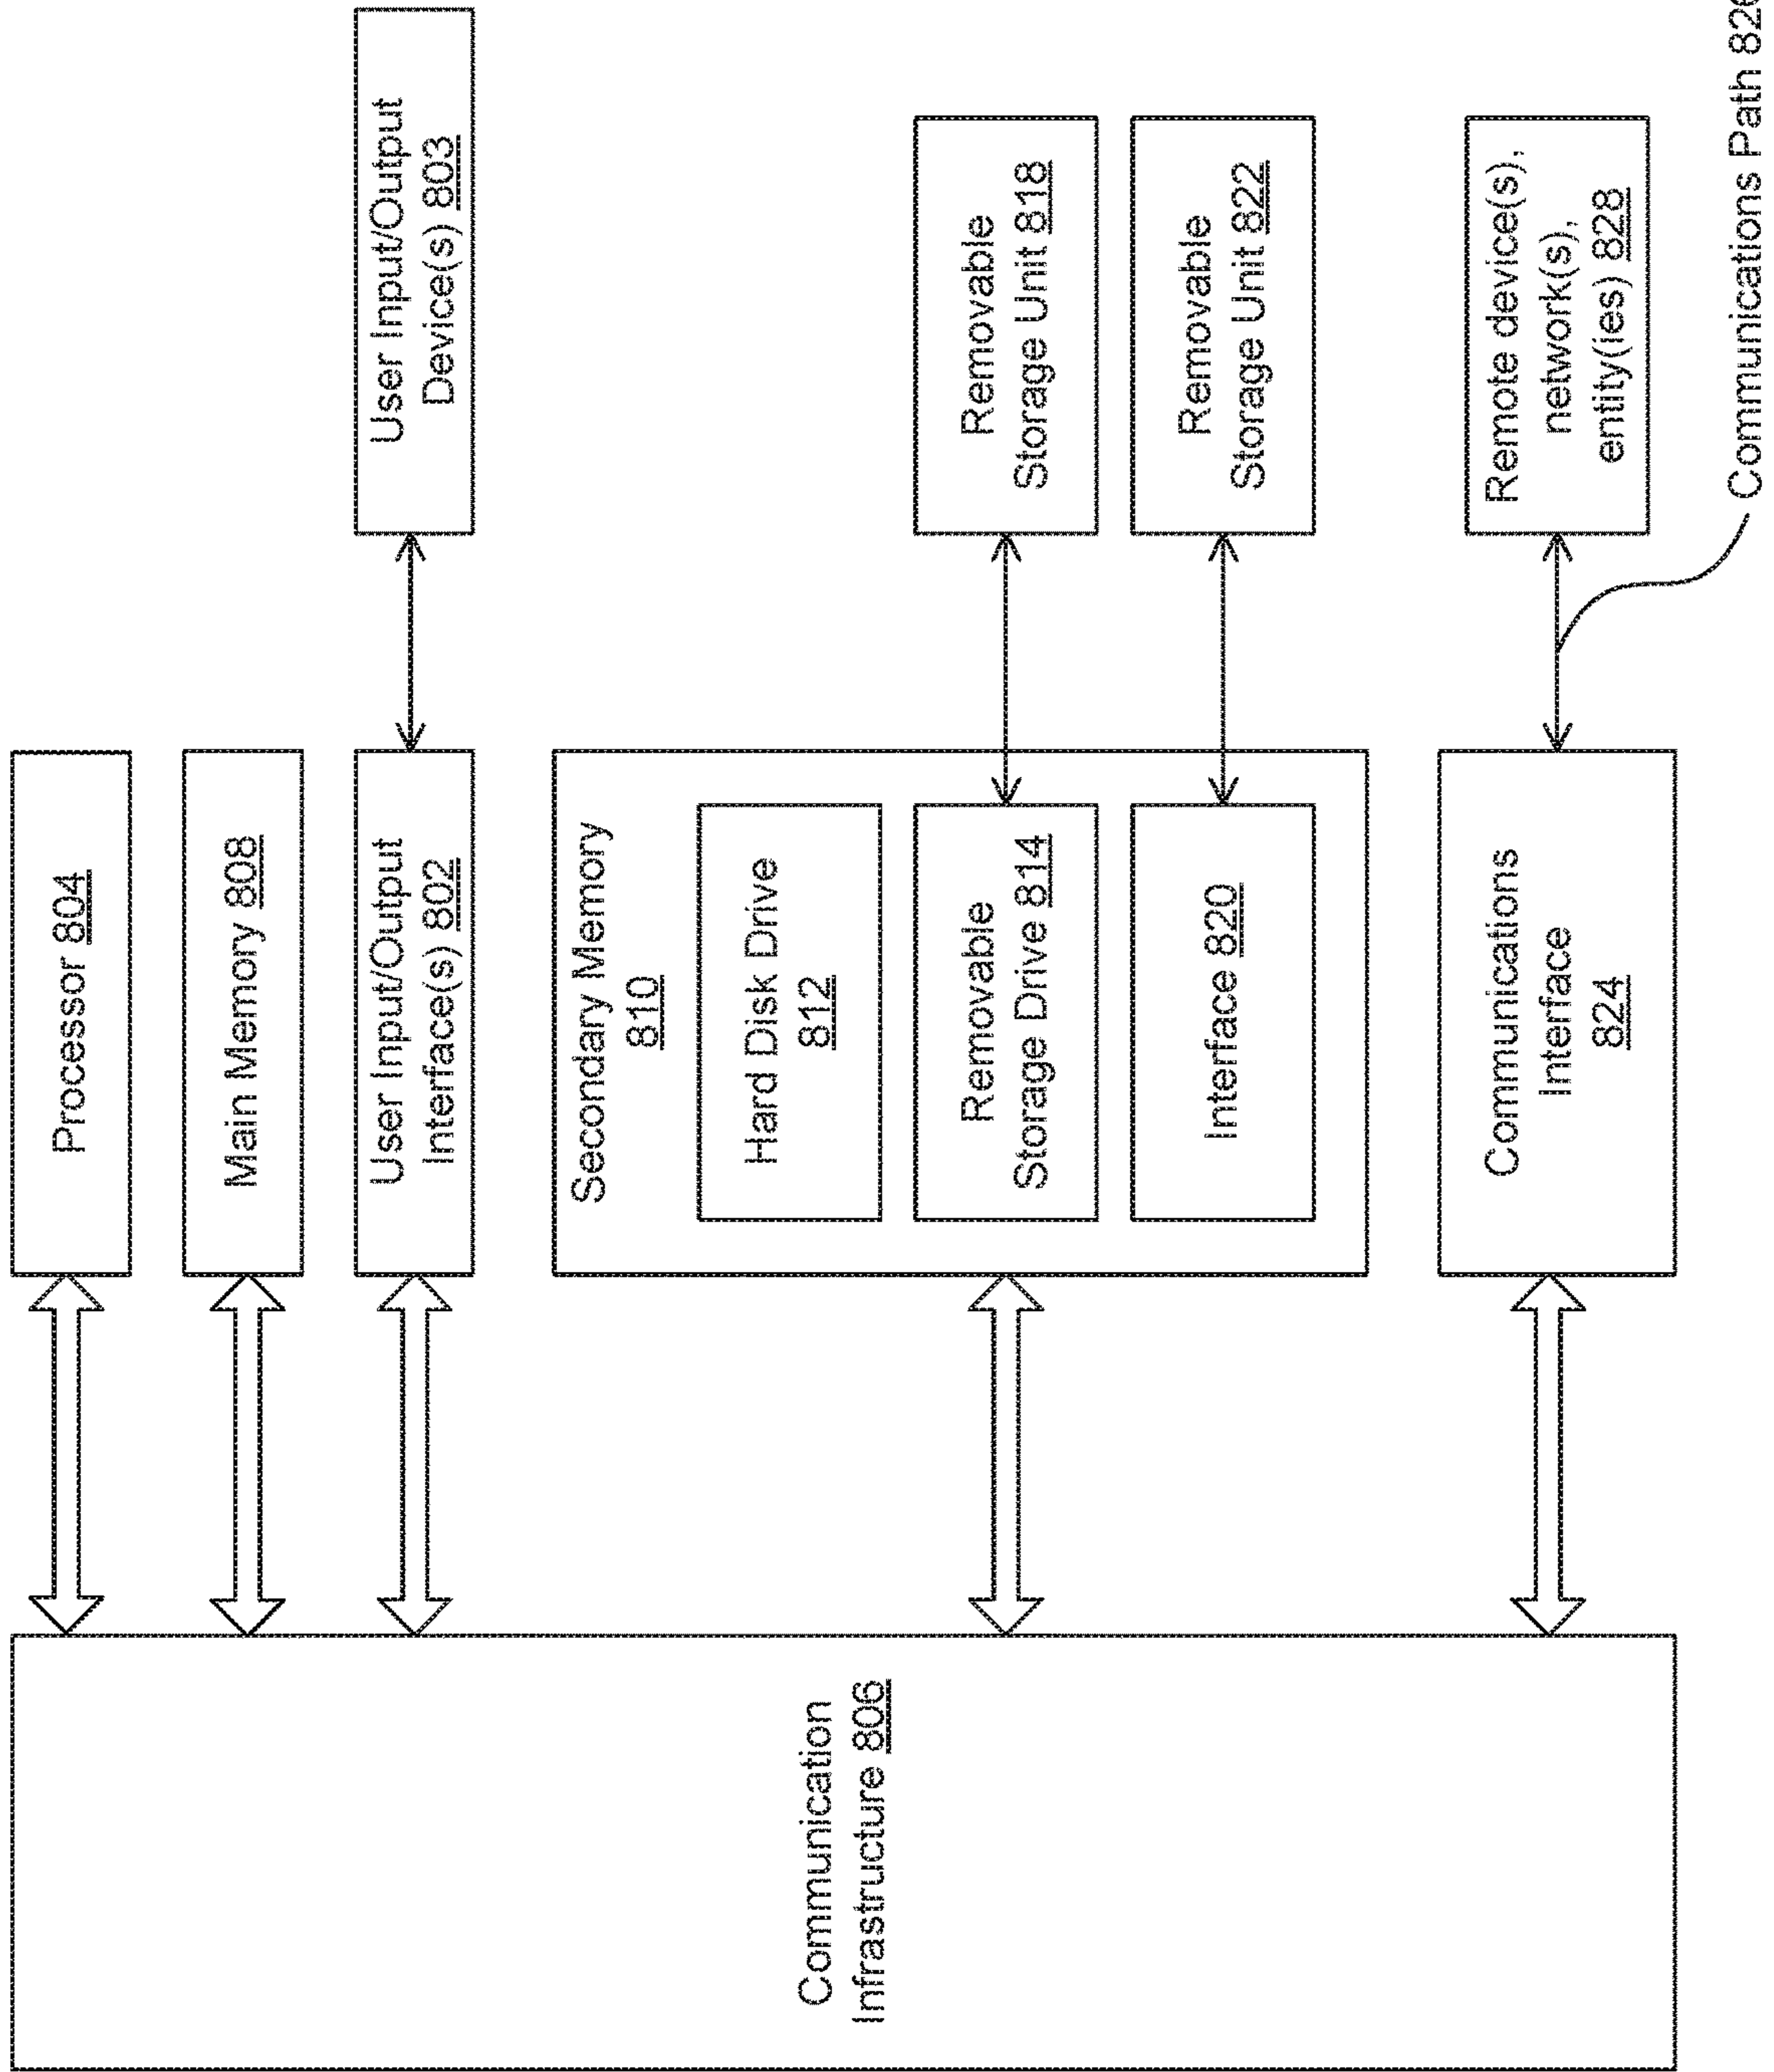 Processor 804
Main Memory 808
User Input/Output
Interface(s) 802
User Input/Output
Device(s) 803
Secondary Memory
810
Hard Disk Drive
812
Removable
Storage Drive 814
Removable
Storage Unit 818
Interface 820
Removable
Storage Unit 822
Communications
Interface
824
Remote device(s),
network(s),
entity(ies) 828
Communications Path 826
Communication
Infrastructure 806